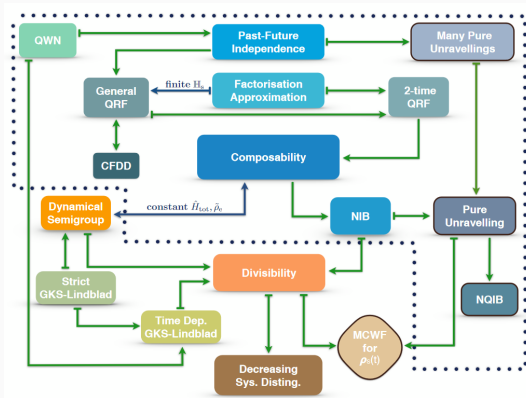 QWN
Past-Future
Independence
Many Pure
Unravellings
General
QRF
finite Hₑ
Factorisation
Approximation
2-time
QRF
CFDD
Composability
Dynamical
Semigroup
constant Ĥtot, ρ̂e
NIB
Pure
Unravelling
Strict
GKS-Lindblad
Divisibility
NQIB
Time Dep.
GKS-Lindblad
MCWF
for
ρs(t)
Decreasing
Sys. Disting.